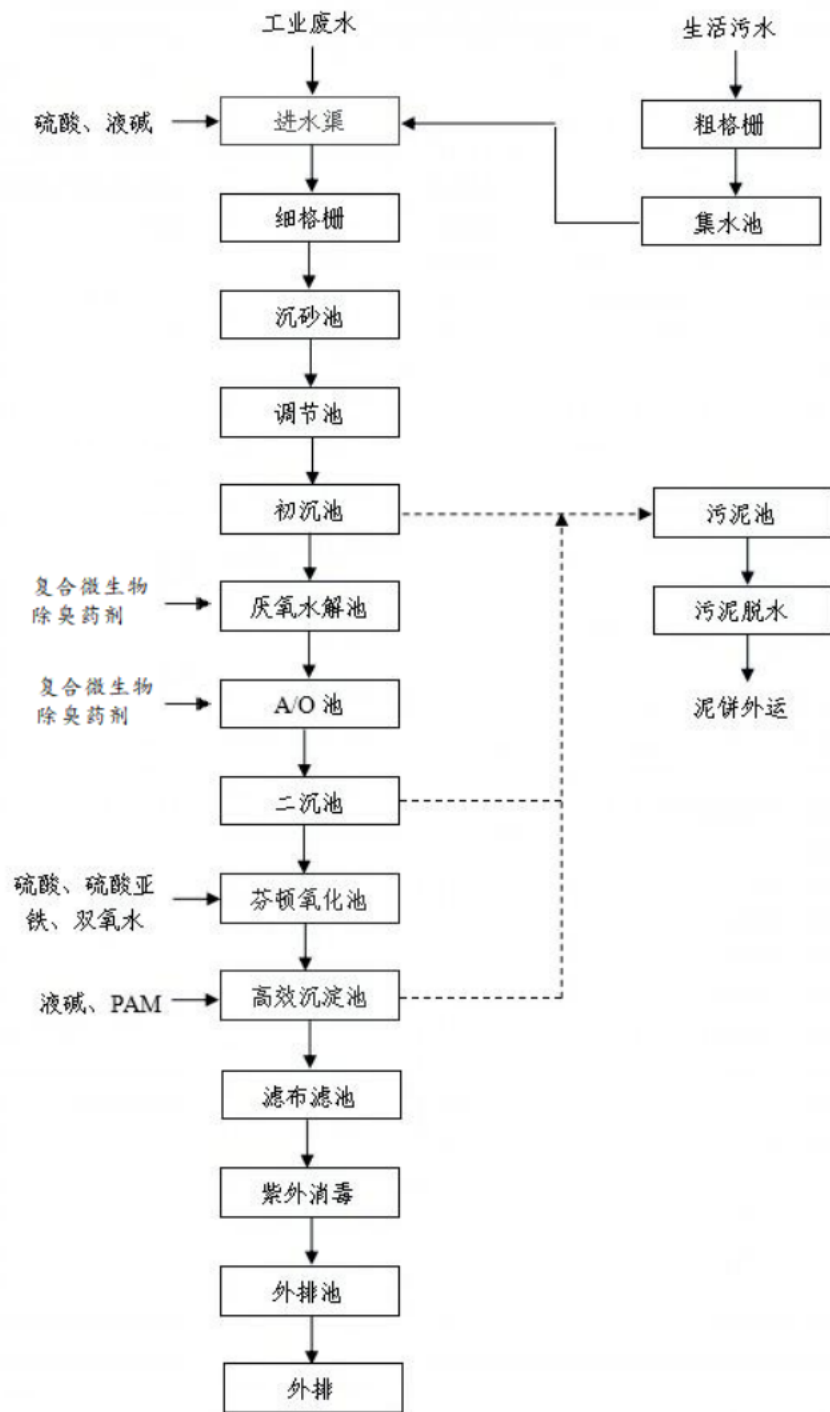 工业废水
生活污水
硫酸、液碱
进水渠
粗格栅
细格栅
集水池
沉砂池
调节池
初沉池
污泥池
复合微生物
除臭药剂
厌氧水解池
污泥脱水
复合微生物
除臭药剂
A/O 池
泥饼外运
二沉池
硫酸、硫酸亚
铁、双氧水
芬顿氧化池
液碱、PAM
高效沉淀池
滤布滤池
紫外消毒
外排池
外排